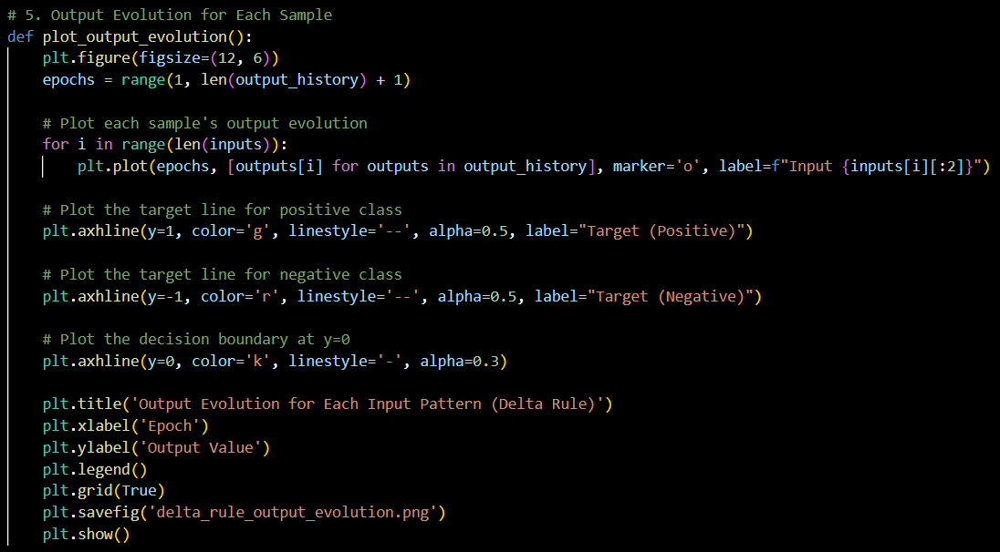 # 5. Output Evolution for Each Sample
def plot_output_evolution():
    plt.figure(figsize=(12, 6))
    epochs = range(1, len(output_history) + 1)

    # Plot each sample's output evolution
    for i in range(len(inputs)):
        plt.plot(epochs, [outputs[i] for outputs in output_history], marker='o', label=f"Input {inputs[i][:2]}")

    # Plot the target line for positive class
    plt.axhline(y=1, color='g', linestyle='--', alpha=0.5, label="Target (Positive)")

    # Plot the target line for negative class
    plt.axhline(y=-1, color='r', linestyle='--', alpha=0.5, label="Target (Negative)")

    # Plot the decision boundary at y=0
    plt.axhline(y=0, color='k', linestyle='-', alpha=0.3)

    plt.title('Output Evolution for Each Input Pattern (Delta Rule)')
    plt.xlabel('Epoch')
    plt.ylabel('Output Value')
    plt.legend()
    plt.grid(True)
    plt.savefig('delta_rule_output_evolution.png')
    plt.show()